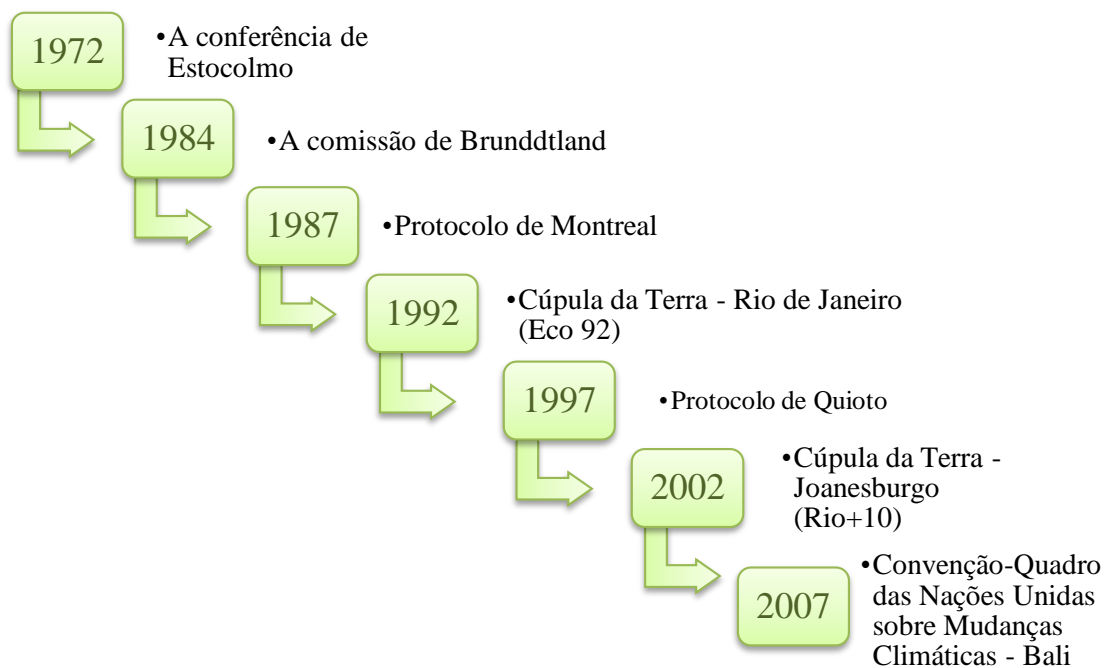 1972
•A conferência de
Estocolmo
1984
•A comissão de Brunddtland
1987
•Protocolo de Montreal
1992
•Cúpula da Terra - Rio de Janeiro
(Eco 92)
1997
•Protocolo de Quioto
2002
•Cúpula da Terra -
Joanesburgo
(Rio+10)
2007
•Convenção-Quadro
das Nações Unidas
sobre Mudanças
Climáticas - Bali